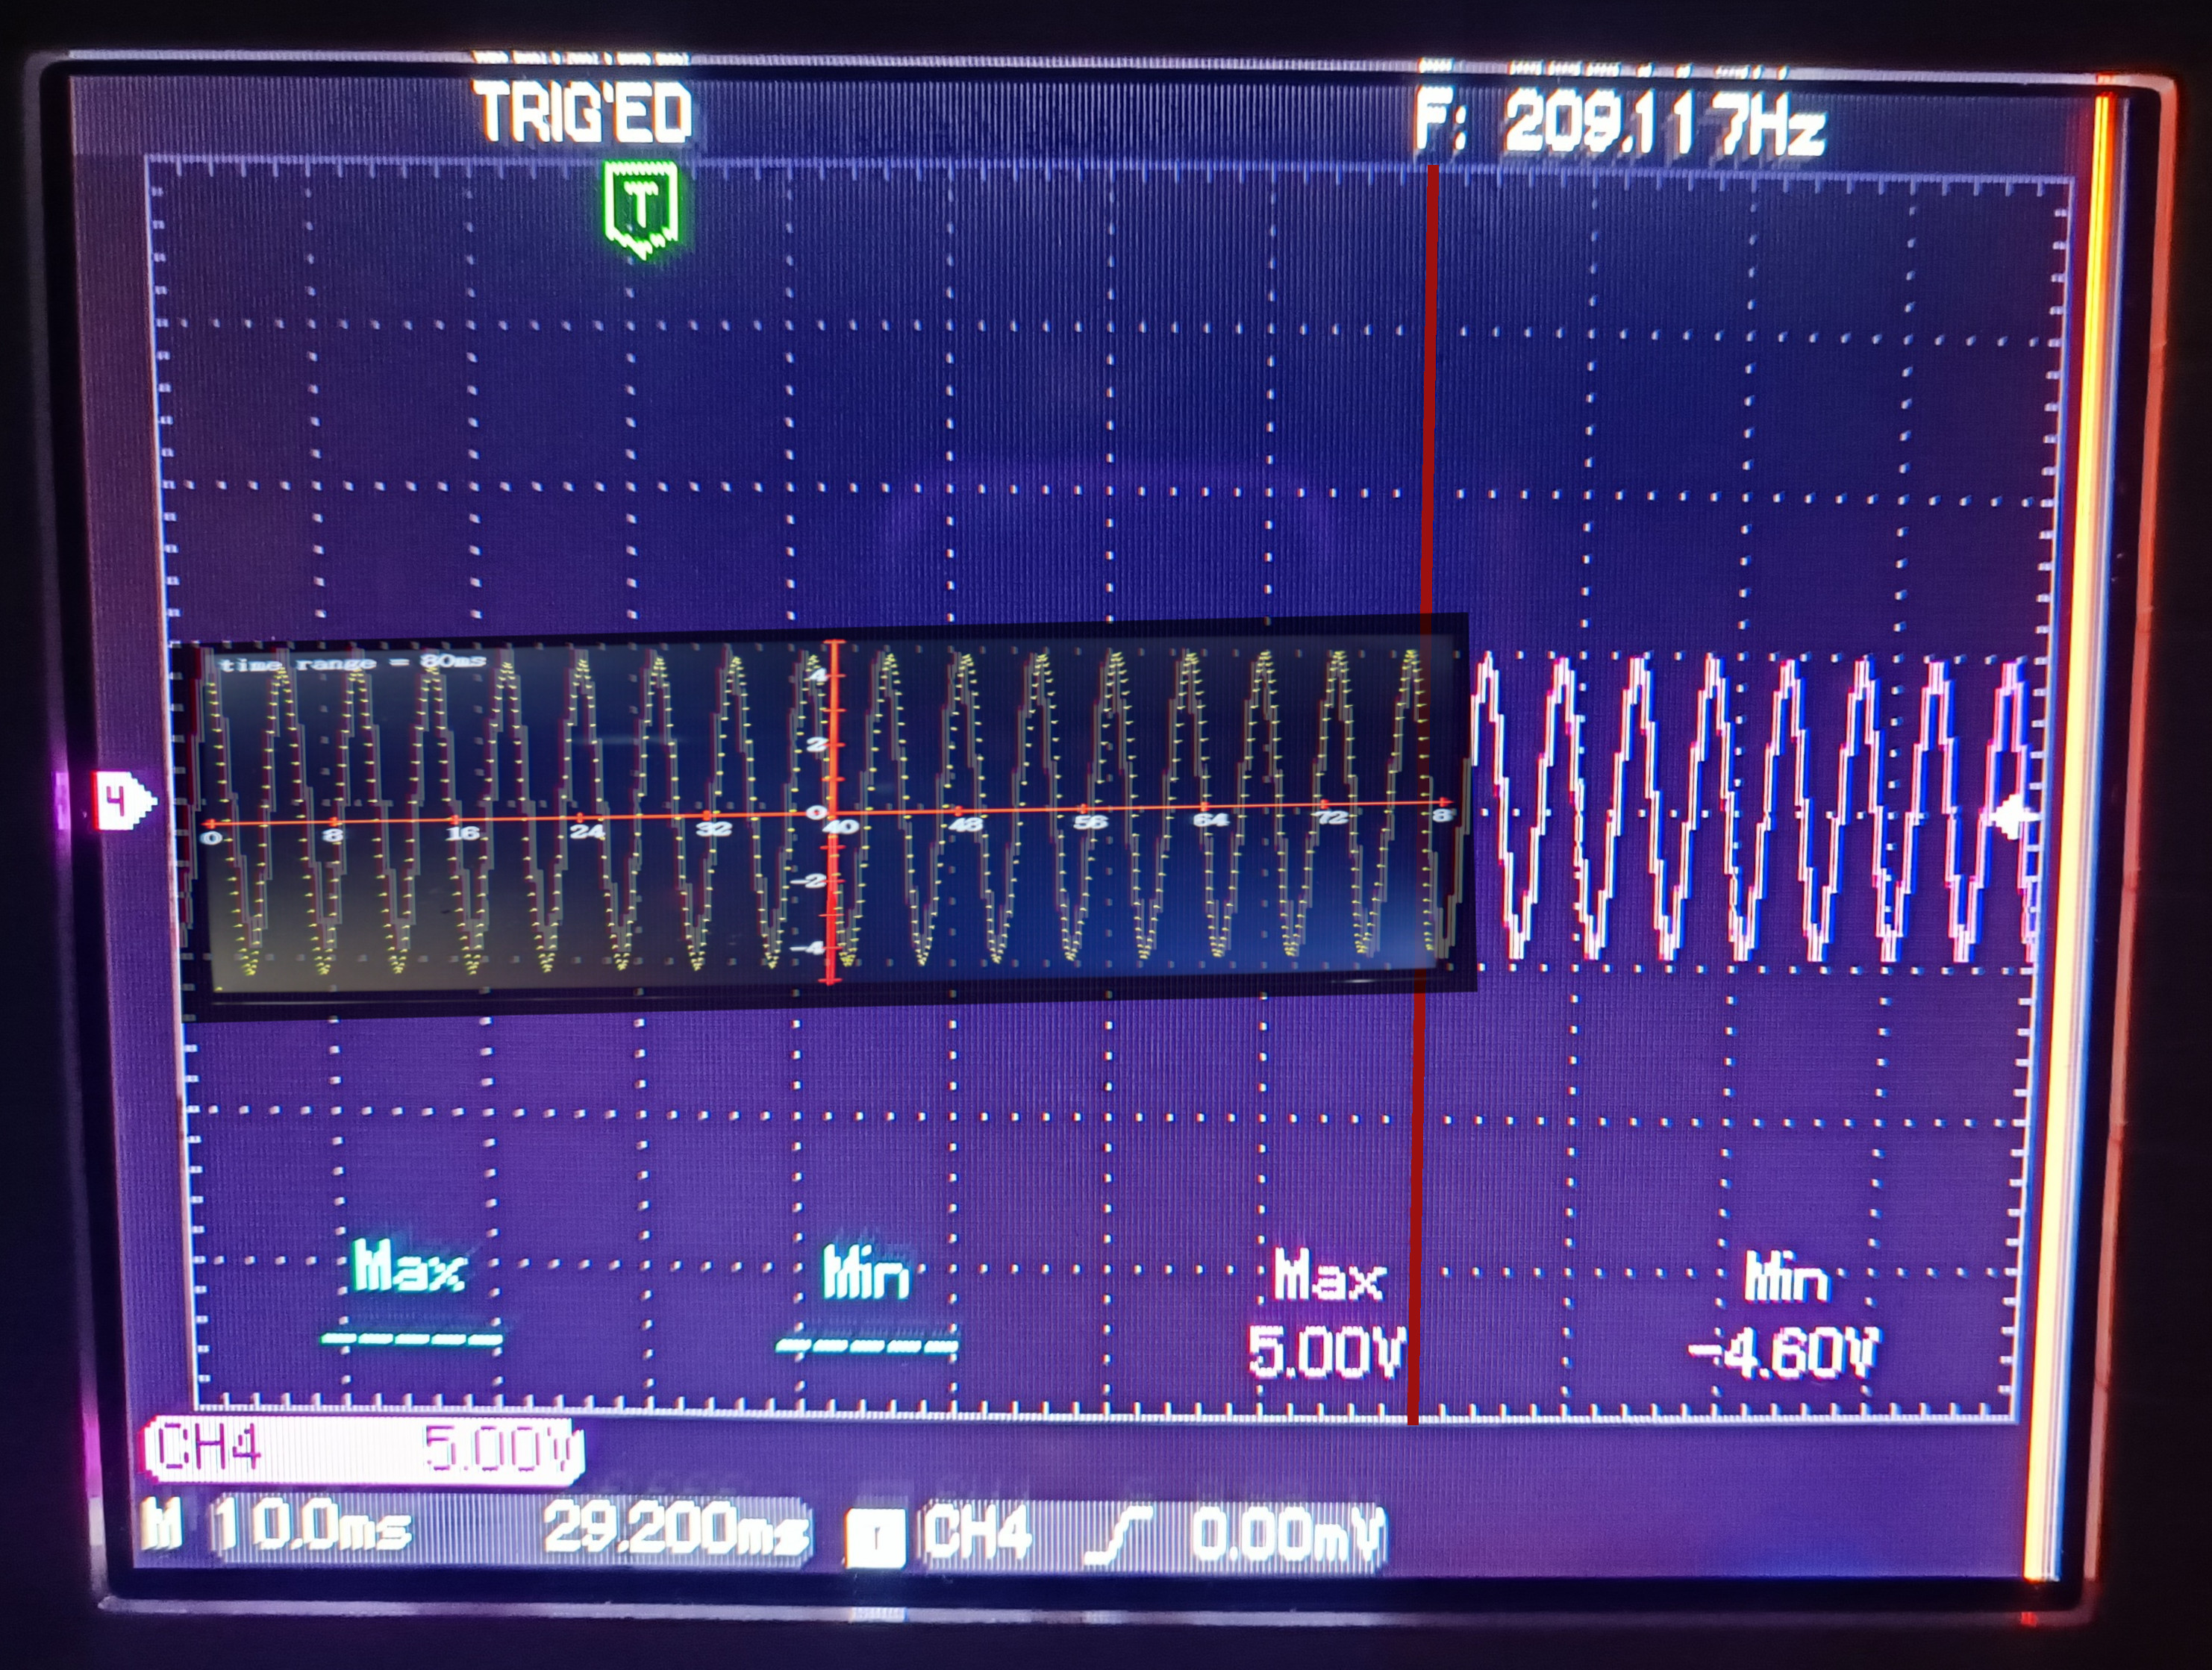 TRIG'ED F: 209.117Hz
T
time range = 80ms
4
2
0
0 8 16 24 32 40 48 56 64 72 8
-2
-4
4
Max Min Max Min
5.00V -4.60V
CH4 5.00V
M 10.0ms 29.200ms T CH4 0.00mV